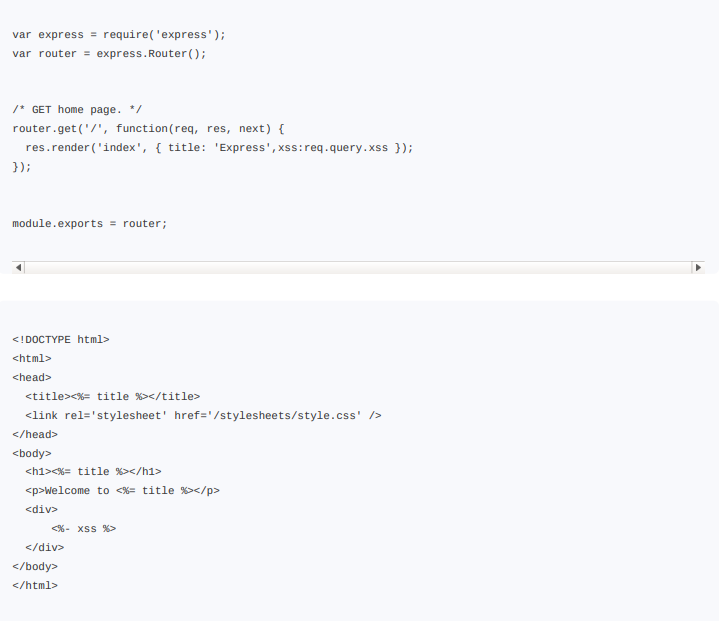 var express = require('express');
var router = express.Router();
/* GET home page. */
router.get('/', function(req, res, next) {
  res.render('index', { title: 'Express',xss:req.query.xss });
});
module.exports = router;
<!DOCTYPE html>
<html>
<head>
  <title><%= title %></title>
  <link rel='stylesheet' href='/stylesheets/style.css' />
</head>
<body>
  <h1><%= title %></h1>
  <p>Welcome to <%= title %></p>
  <div>
      <%- xss %>
  </div>
</body>
</html>